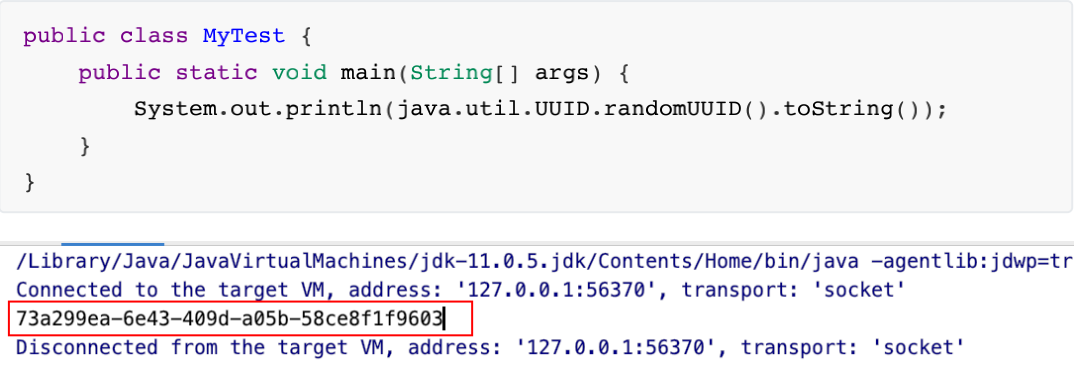 public class MyTest {
    public static void main(String[] args) {
        System.out.println(java.util.UUID.randomUUID().toString());
    }
}
/Library/Java/JavaVirtualMachines/jdk-11.0.5.jdk/Contents/Home/bin/java -agentlib:jdwp=tr
Connected to the target VM, address: '127.0.0.1:56370', transport: 'socket'
73a299ea-6e43-409d-a05b-58ce8f1f9603
Disconnected from the target VM, address: '127.0.0.1:56370', transport: 'socket'